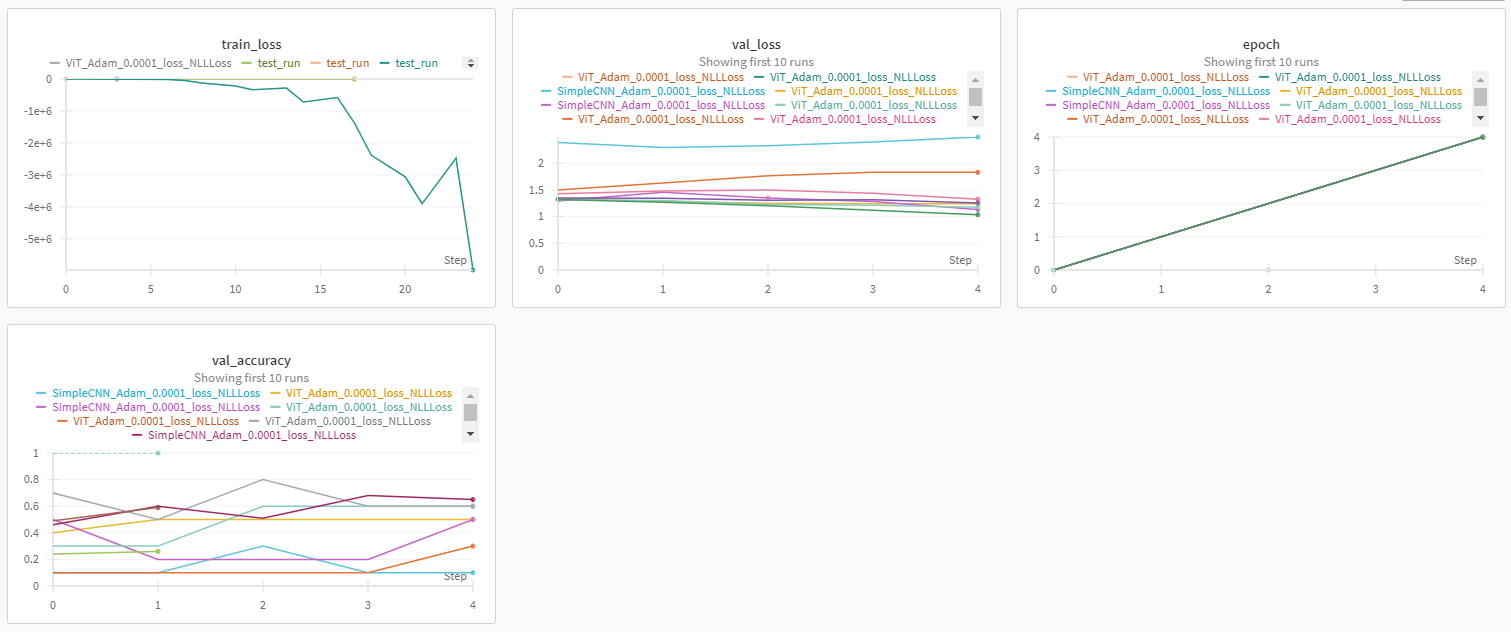 train_loss
ViT_Adam_0.0001_loss_NLLLoss test_run test_run test_run
0
-1e+6
-2e+6
-3e+6
-4e+6
-5e+6
Step
0 5 10 15 20
val_loss
Showing first 10 runs
ViT_Adam_0.0001_loss_NLLLoss ViT_Adam_0.0001_loss_NLLLoss
SimpleCNN_Adam_0.0001_loss_NLLLoss ViT_Adam_0.0001_loss_NLLLoss
SimpleCNN_Adam_0.0001_loss_NLLLoss ViT_Adam_0.0001_loss_NLLLoss
ViT_Adam_0.0001_loss_NLLLoss ViT_Adam_0.0001_loss_NLLLoss
2
1.5
1
0.5
0
Step
0 1 2 3 4
epoch
Showing first 10 runs
ViT_Adam_0.0001_loss_NLLLoss ViT_Adam_0.0001_loss_NLLLoss
SimpleCNN_Adam_0.0001_loss_NLLLoss ViT_Adam_0.0001_loss_NLLLoss
SimpleCNN_Adam_0.0001_loss_NLLLoss ViT_Adam_0.0001_loss_NLLLoss
ViT_Adam_0.0001_loss_NLLLoss ViT_Adam_0.0001_loss_NLLLoss
4
3
2
1
0
Step
0 1 2 3 4
val_accuracy
Showing first 10 runs
SimpleCNN_Adam_0.0001_loss_NLLLoss ViT_Adam_0.0001_loss_NLLLoss
SimpleCNN_Adam_0.0001_loss_NLLLoss ViT_Adam_0.0001_loss_NLLLoss
ViT_Adam_0.0001_loss_NLLLoss ViT_Adam_0.0001_loss_NLLLoss
SimpleCNN_Adam_0.0001_loss_NLLLoss
1
0.8
0.6
0.4
0.2
0
Step
0 1 2 3 4